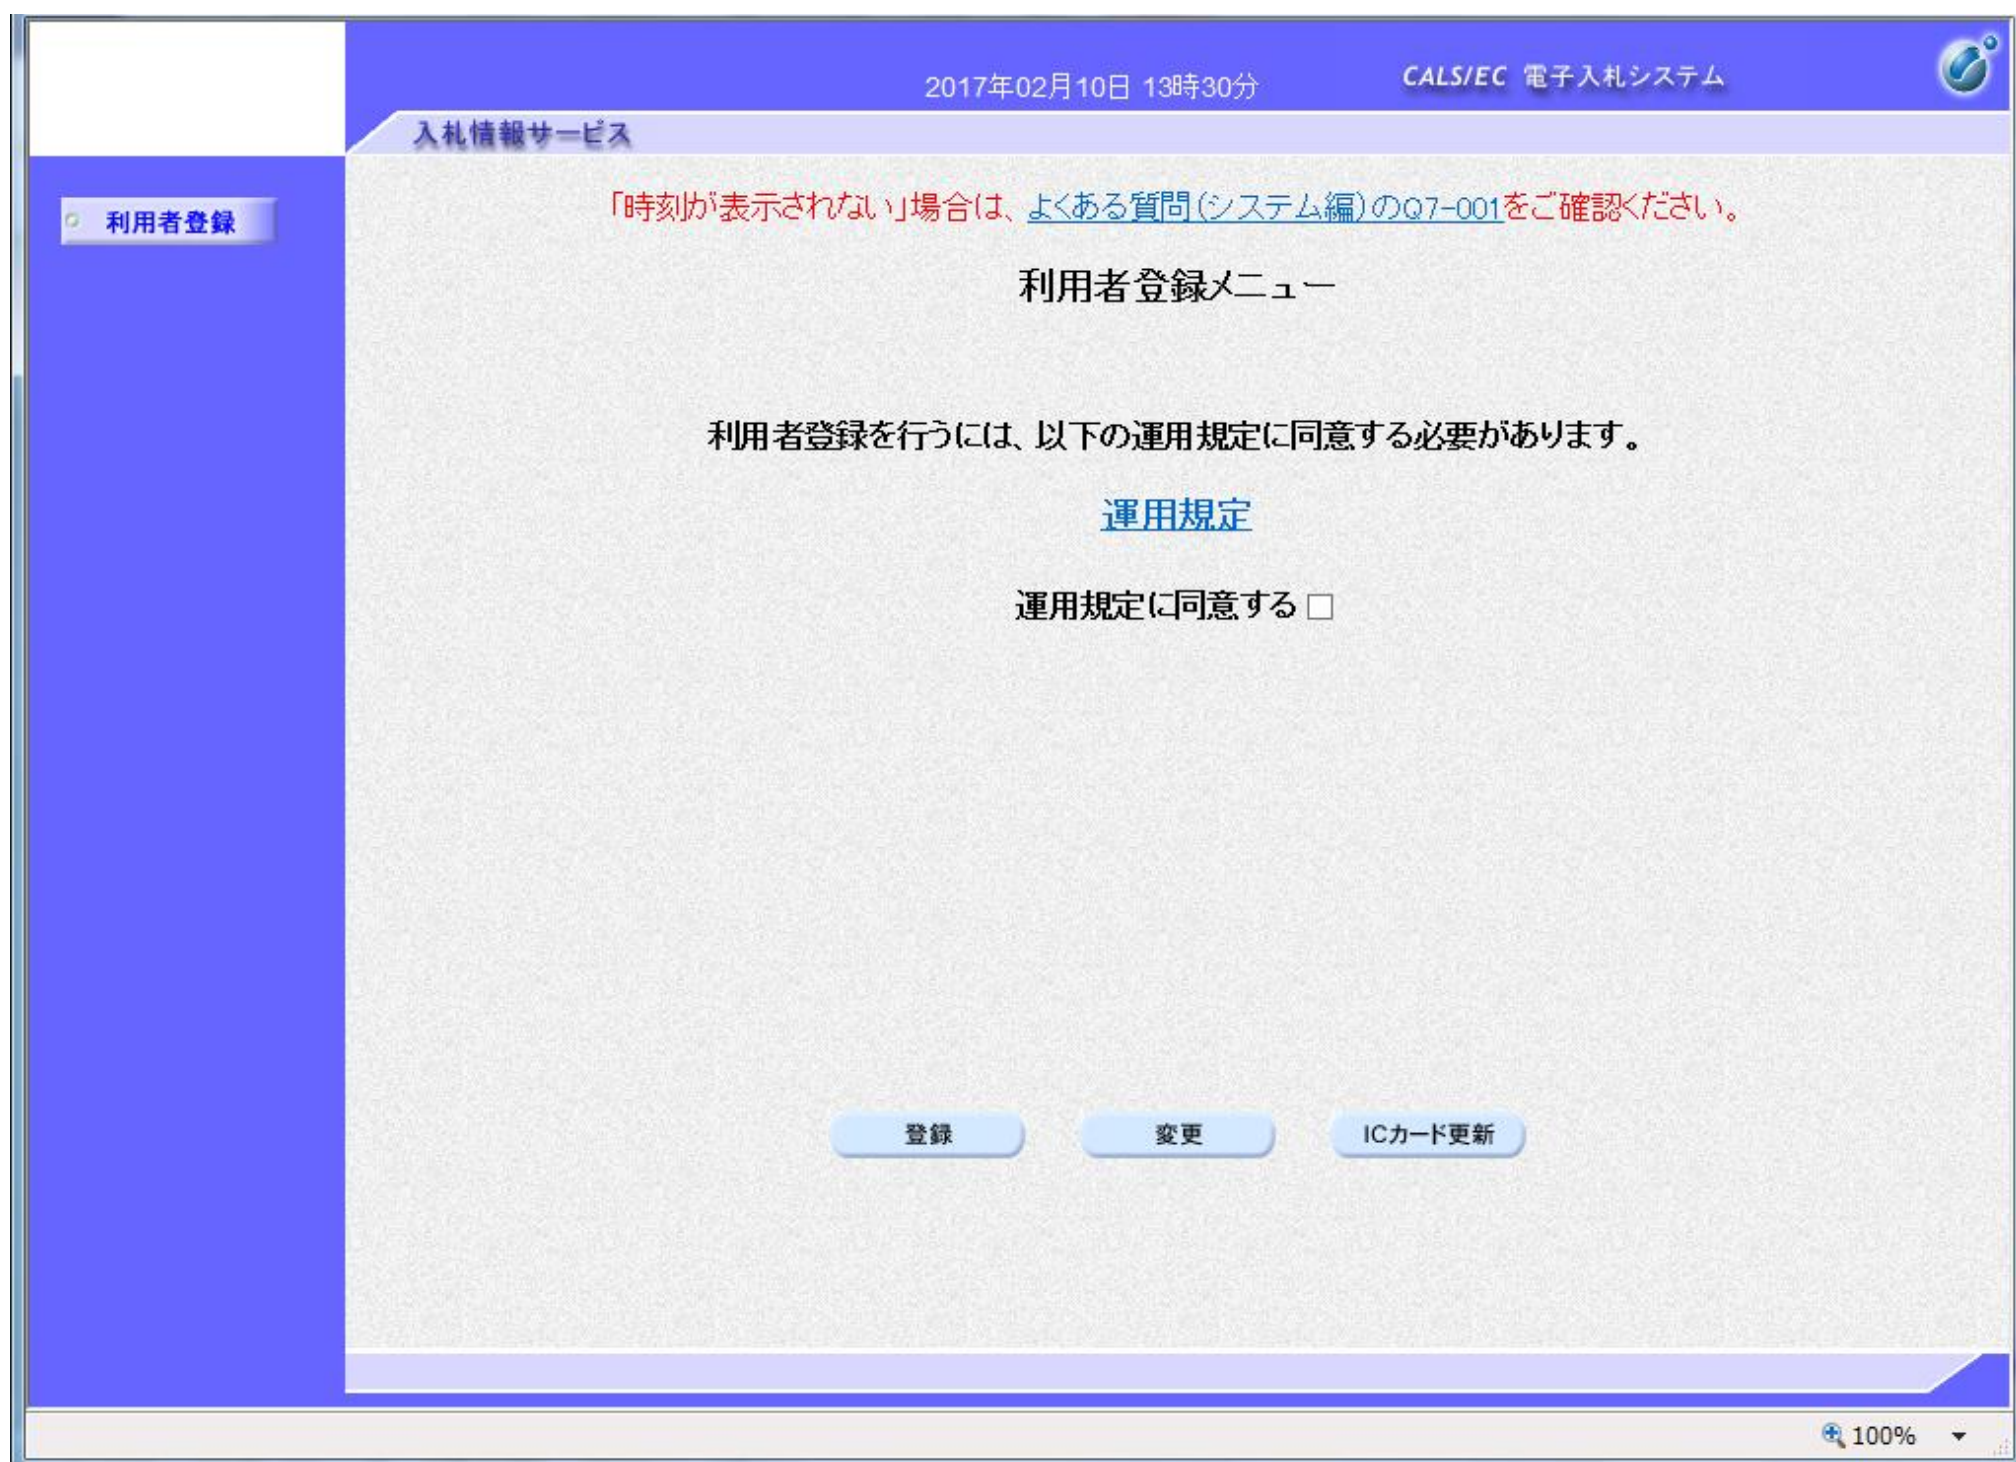 2017年02月10日 13時30分
CALS/EC 電子入札システム
入札情報サービス
利用者登録
「時刻が表示されない」場合は、よくある質問(システム編)のQ7-001をご確認ください。
利用者登録メニュー
利用者登録を行うには、以下の運用規定に同意する必要があります。
運用規定
運用規定に同意する
登録
変更
ICカード更新
100%